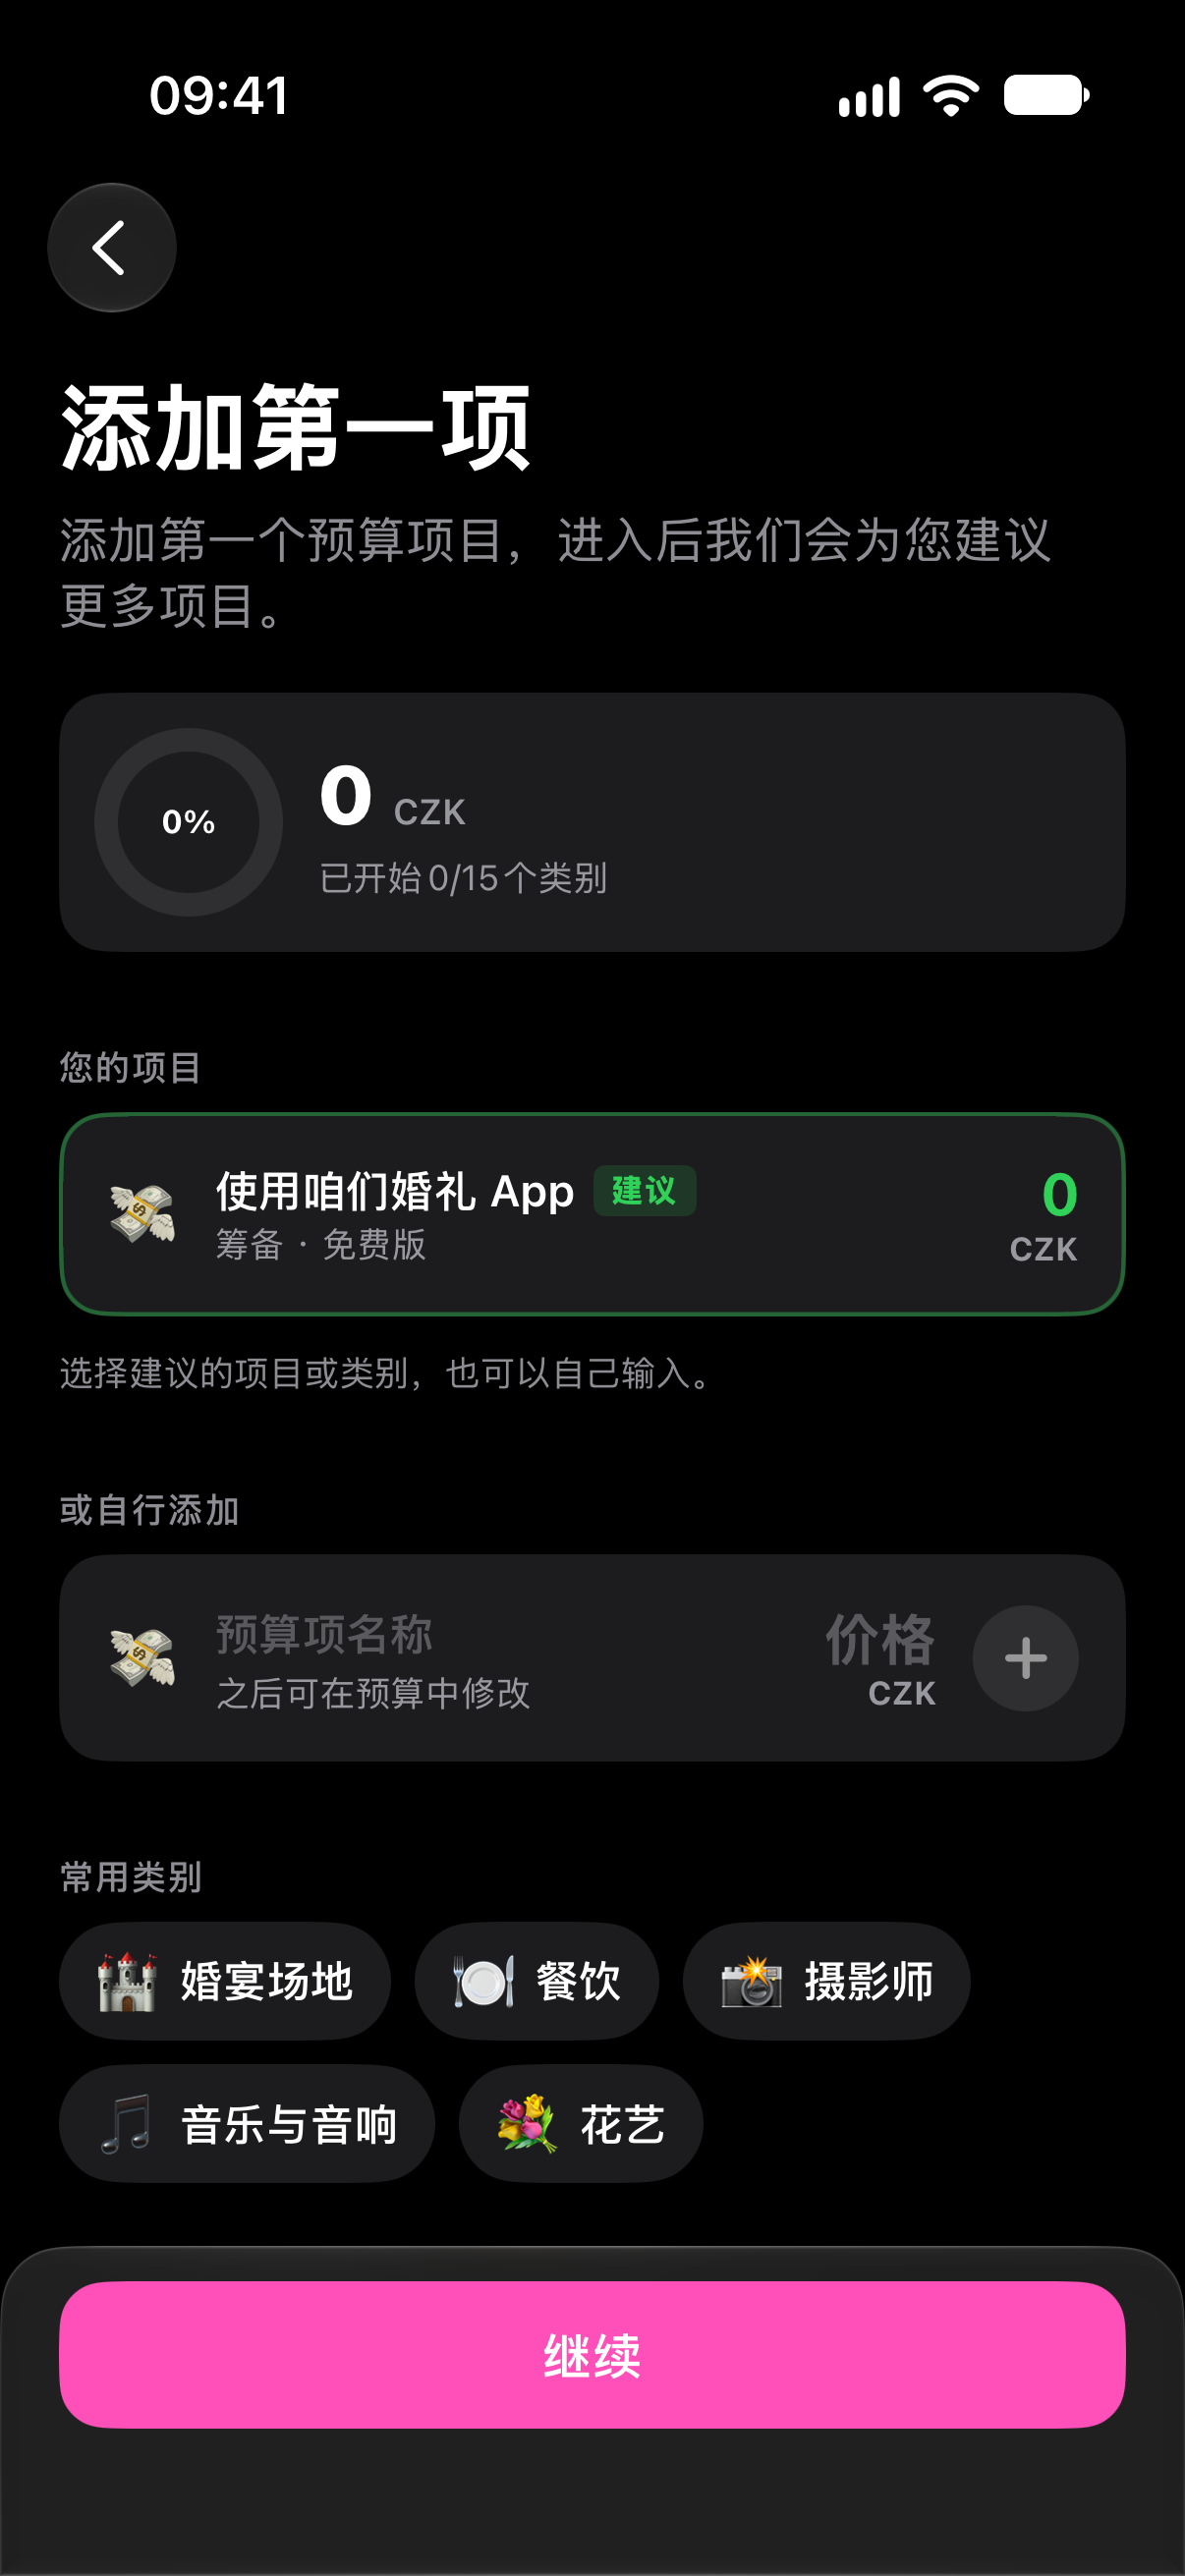 09:41
添加第一项
添加第一个预算项目，进入后我们会为您建议
更多项目。
0%
0 CZK
已开始 0/15 个类别
您的项目
使用咱们婚礼 App 建议
筹备 · 免费版
0
CZK
选择建议的项目或类别，也可以自己输入。
或自行添加
预算项名称
之后可在预算中修改
价格
CZK
常用类别
婚宴场地
餐饮
摄影师
音乐与音响
花艺
继续